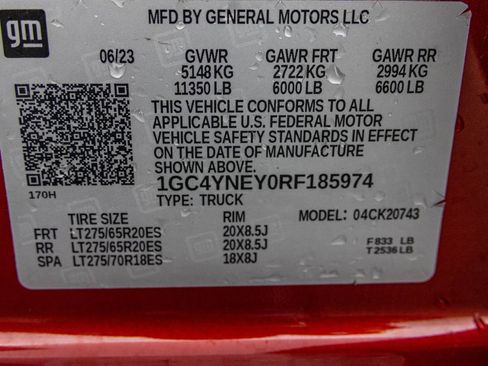 MFD BY GENERAL MOTORS LLC
gm
06/23 GVWR GAWR FRT GAWR RR
5148 KG 2722 KG 2994 KG
11350 LB 6000 LB 6600 LB
THIS VEHICLE CONFORMS TO ALL
APPLICABLE U.S. FEDERAL MOTOR
VEHICLE SAFETY STANDARDS IN EFFECT
ON THE DATE OF MANUFACTURE
SHOWN ABOVE.
170H 1GC4YNEY0RF185974
TYPE: TRUCK
TIRE SIZE RIM MODEL: 04CK20743
FRT LT275/65R20ES 20X8.5J
RR LT275/65R20ES 20X8.5J F 833 LB
SPA LT275/70R18ES 18X8J T 2536 LB